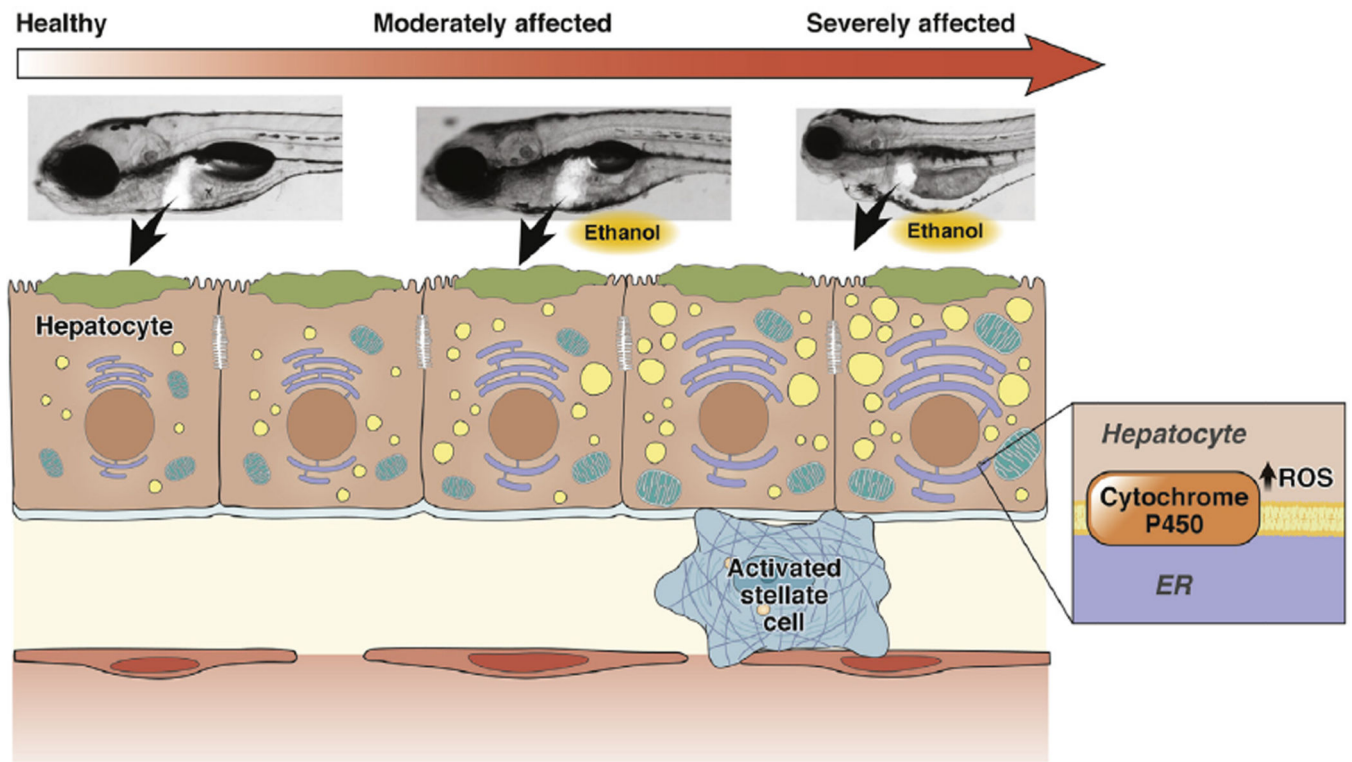 Healthy
Moderately affected
Severely affected
Ethanol
Ethanol
Hepatocyte
Activated
stellate
cell
Hepatocyte
ROS
Cytochrome
P450
ER